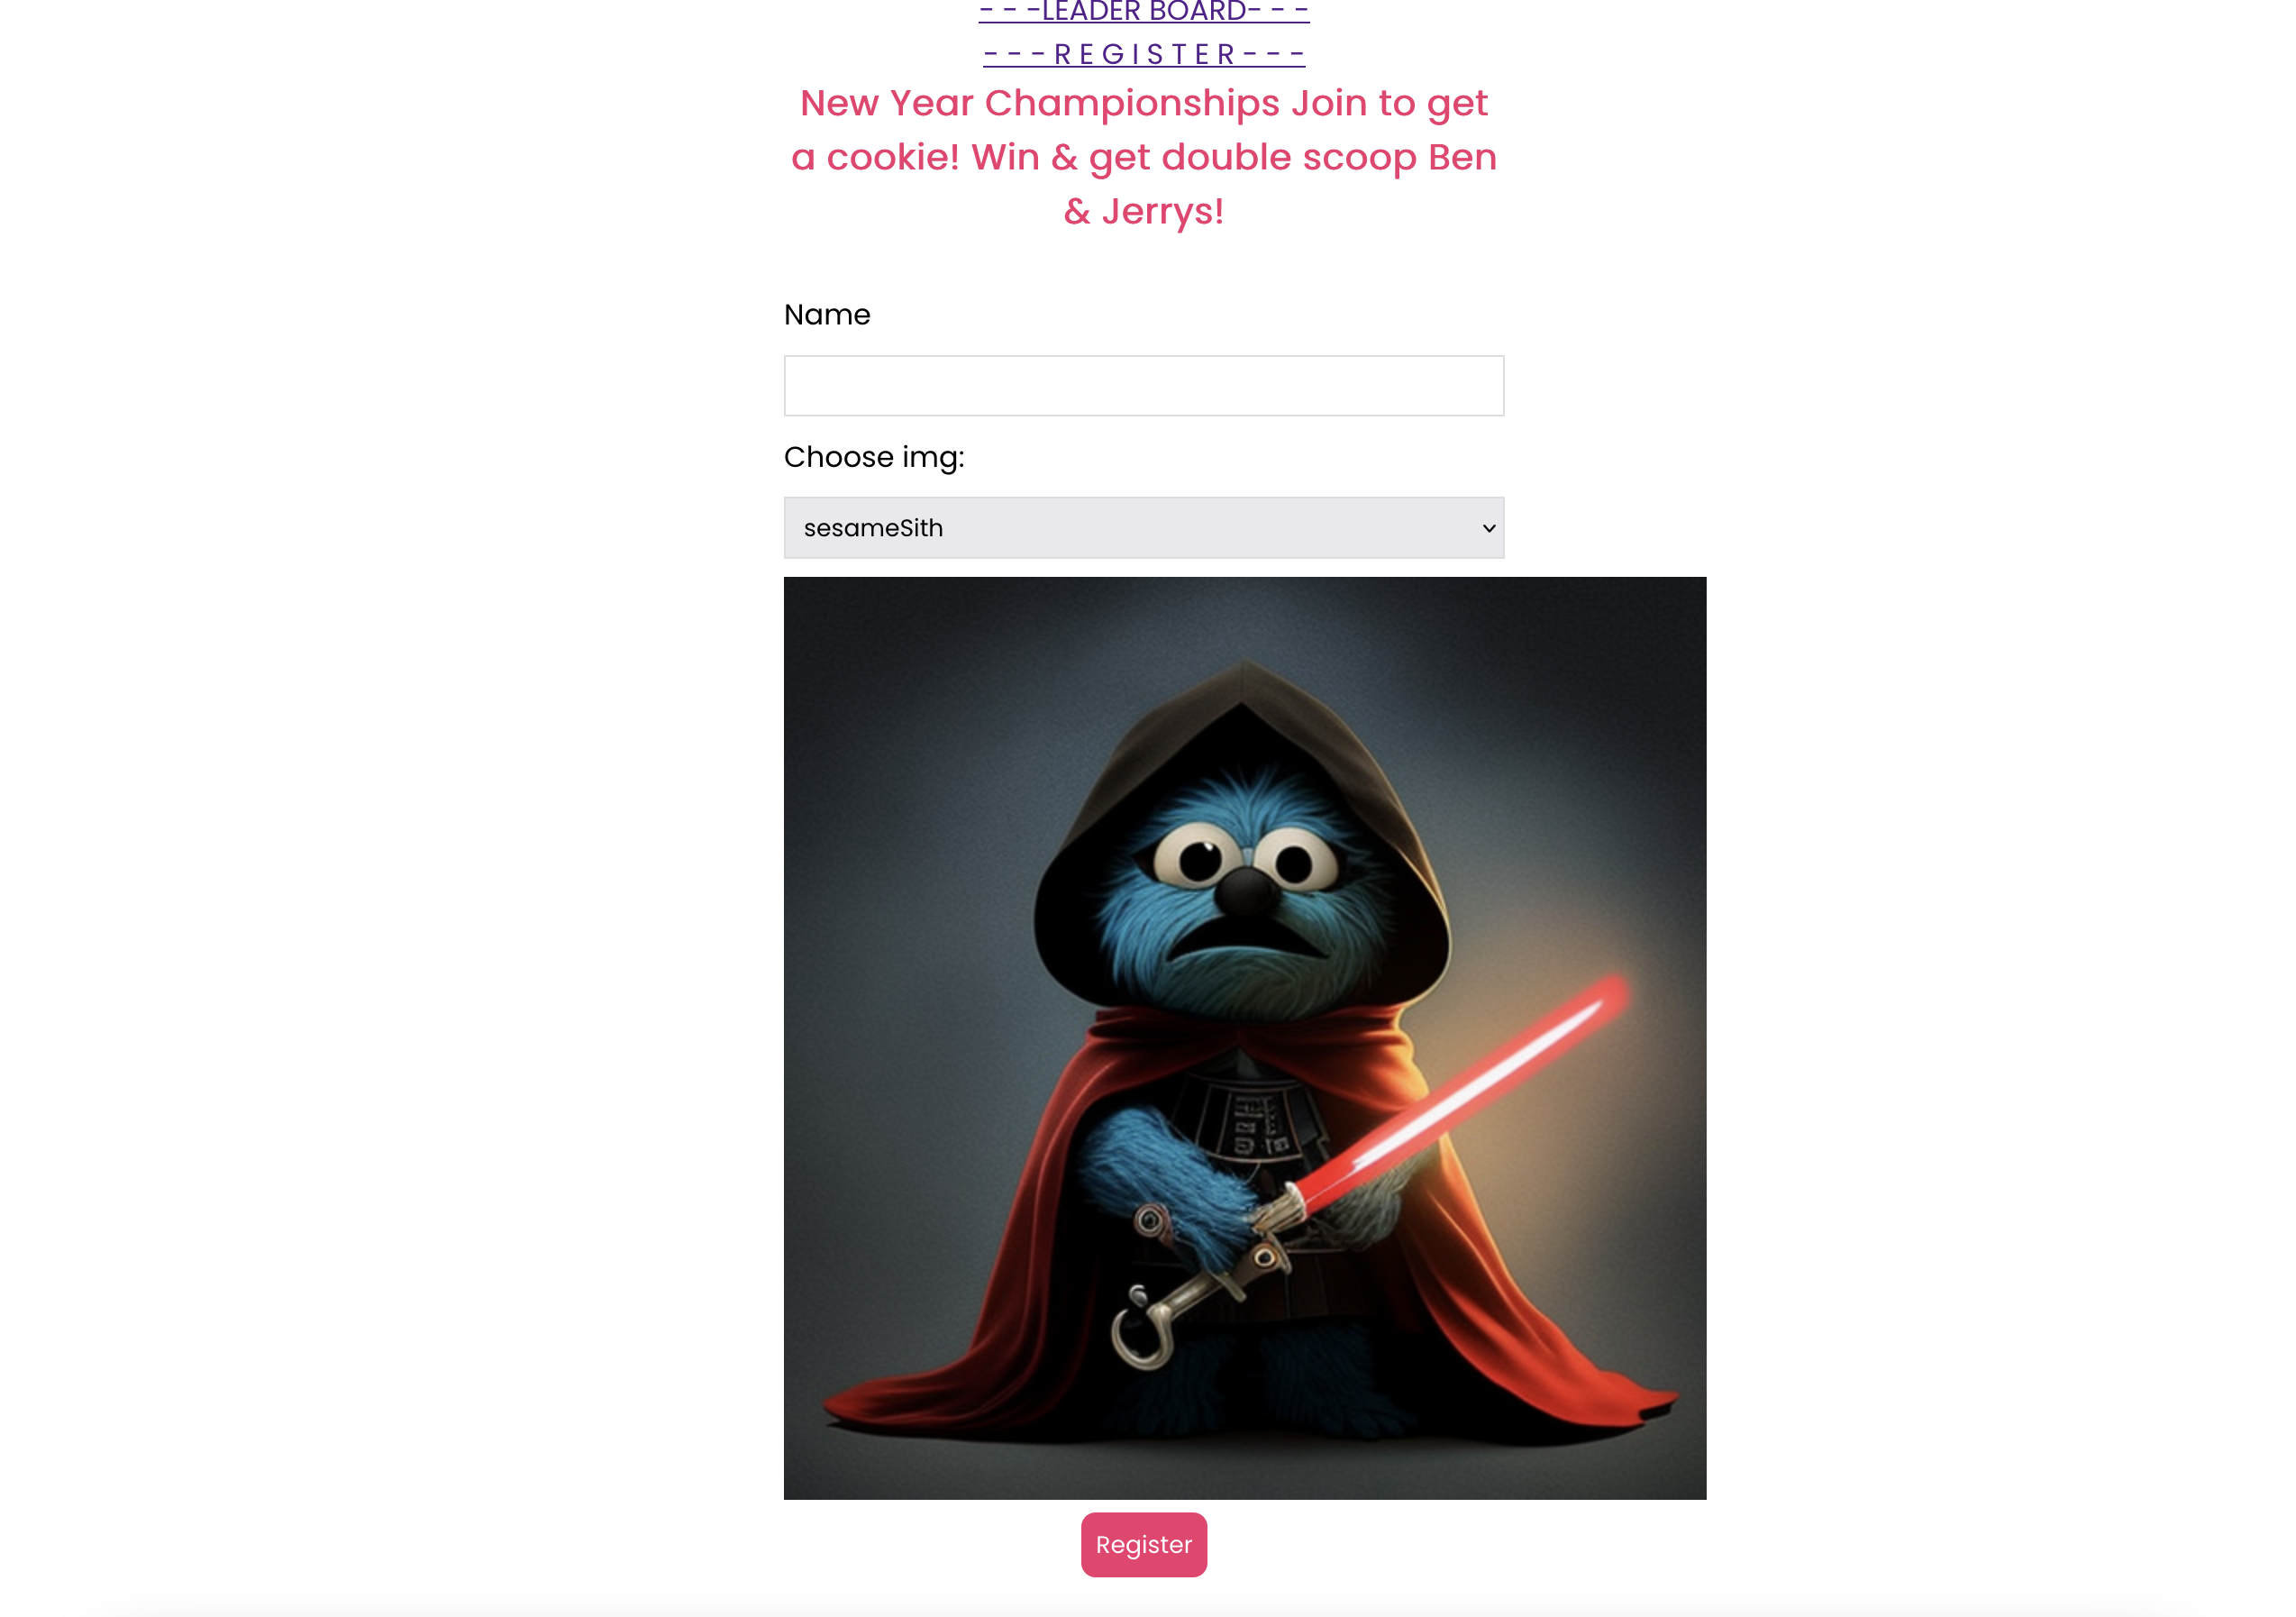 - - -LEADER BOARD- - -
- - - R E G I S T E R - - -
New Year Championships Join to get
a cookie! Win & get double scoop Ben
& Jerrys!
Name
Choose img:
sesameSith
Register